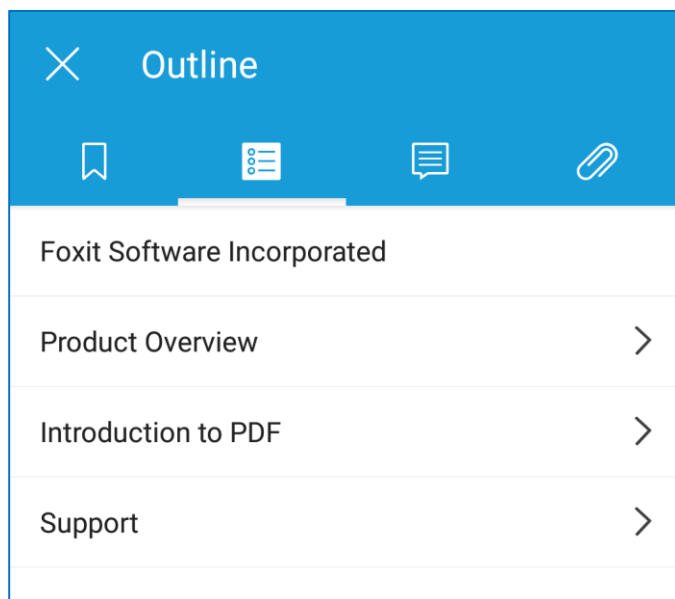 Outline
Foxit Software Incorporated
Product Overview
Introduction to PDF
Support